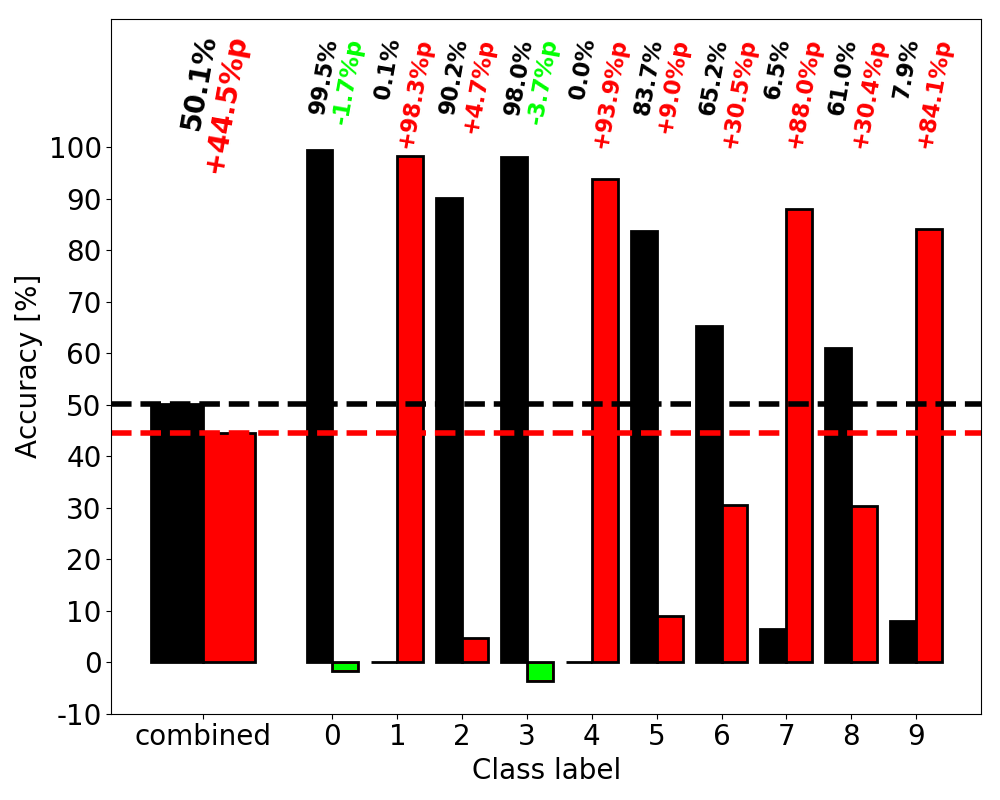 50.1%
+44.5%p
99.5%
-1.7%p
0.1%
+98.3%p
90.2%
+4.7%p
98.0%
-3.7%p
0.0%
+93.9%p
83.7%
+9.0%p
65.2%
+30.5%p
6.5%
+88.0%p
61.0%
+30.4%p
7.9%
+84.1%p
Accuracy [%]
100
90
80
70
60
50
40
30
20
10
0
-10
combined 0 1 2 3 4 5 6 7 8 9
Class label